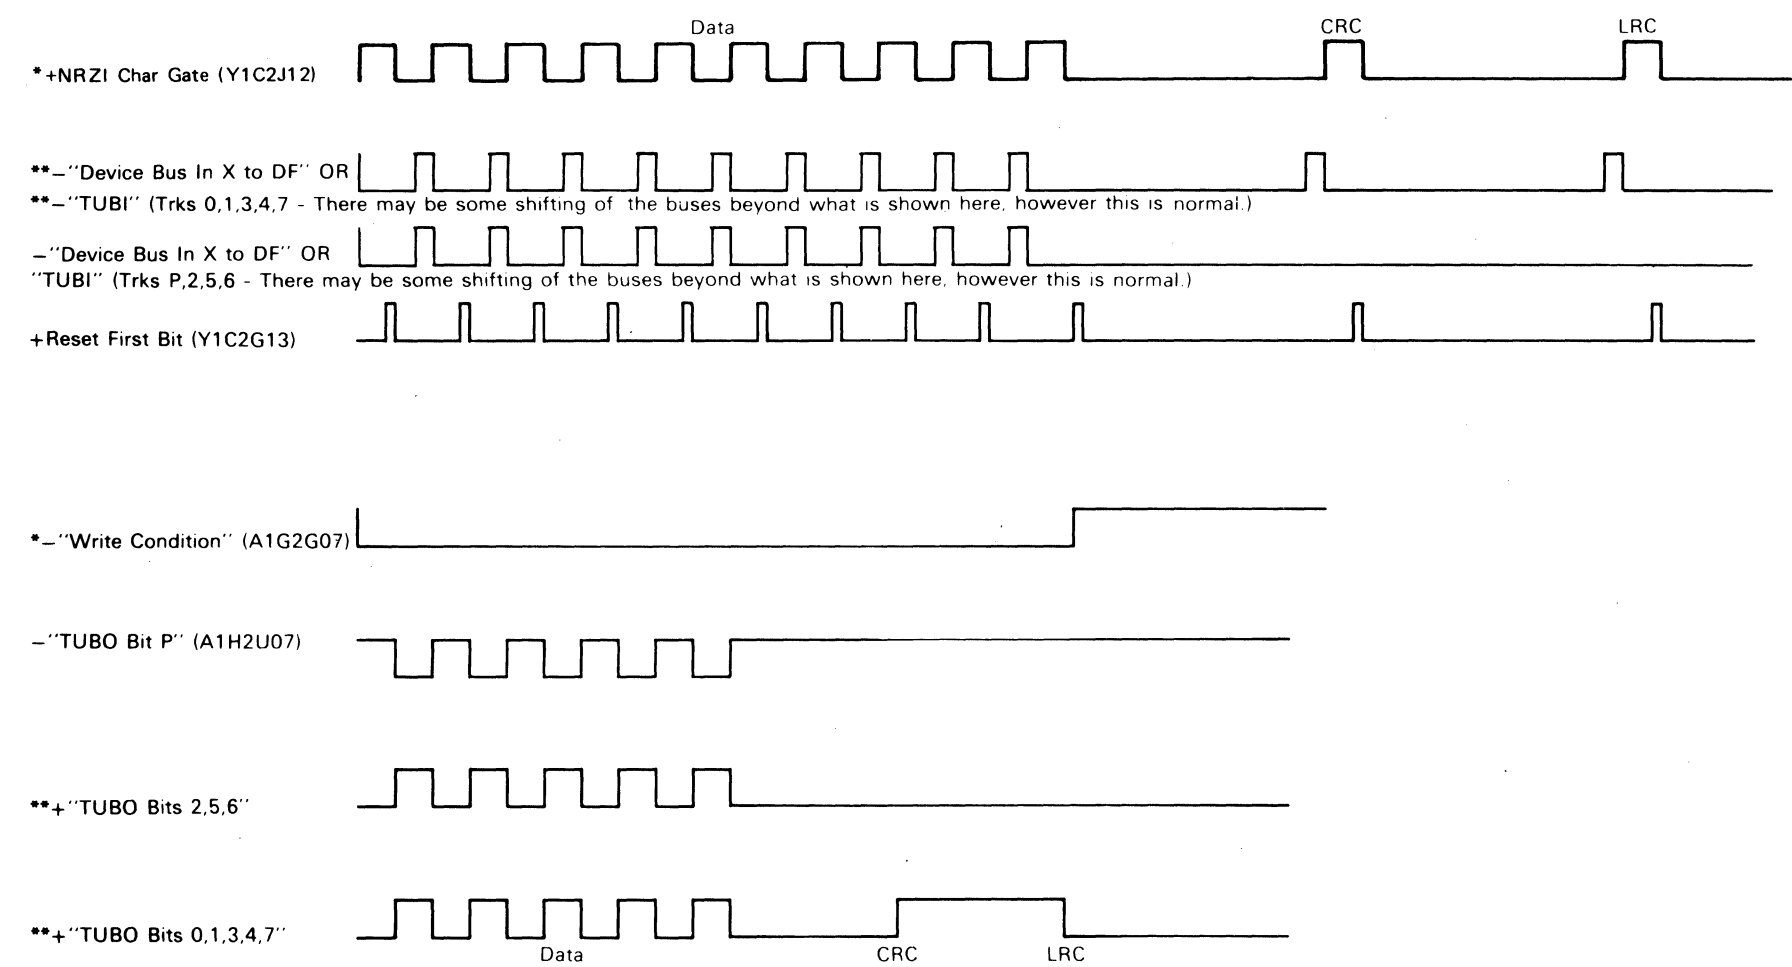 Data CRC LRC
*+NRZI Char Gate (Y1C2J12)
**–"Device Bus In X to DF" OR
**–"TUBI" (Trks 0,1,3,4,7 - There may be some shifting of the buses beyond what is shown here, however this is normal.)
–"Device Bus In X to DF" OR
"TUBI" (Trks P,2,5,6 - There may be some shifting of the buses beyond what is shown here, however this is normal.)
+Reset First Bit (Y1C2G13)
*–"Write Condition" (A1G2G07)
–"TUBO Bit P" (A1H2U07)
**+"TUBO Bits 2,5,6"
**+"TUBO Bits 0,1,3,4,7"
Data CRC LRC